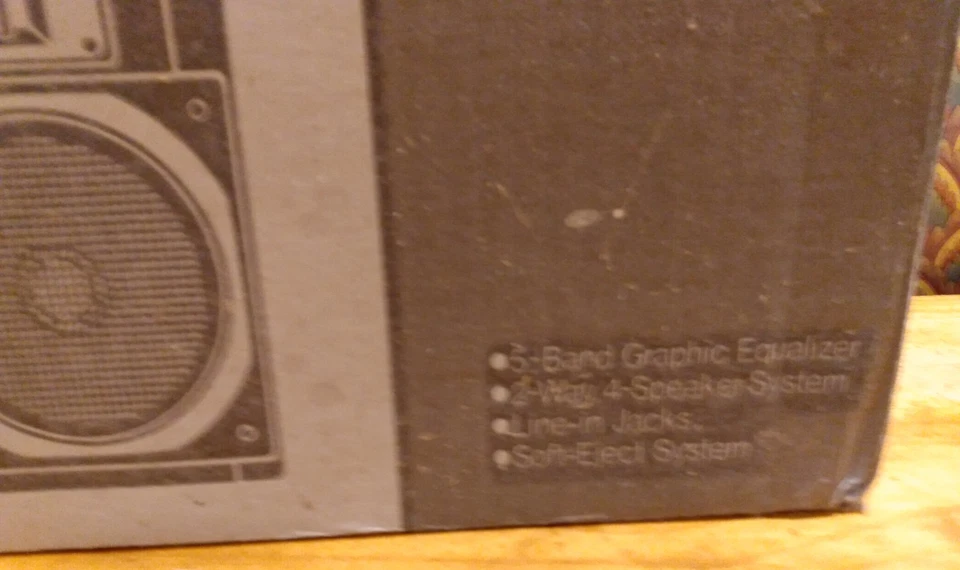 ●5-Band Graphic Equalizer
●2-Way, 4-Speaker System
●Line-in Jacks
●Soft-Eject System